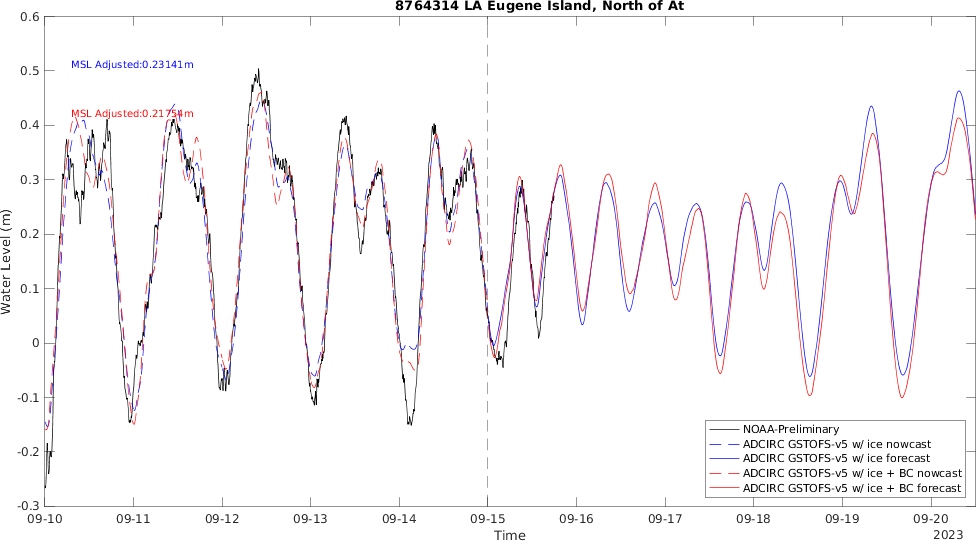 8764314 LA Eugene Island, North of At
0.6
0.5
0.4
0.3
0.2
0.1
0
-0.1
-0.2
-0.3
Water Level (m)
MSL Adjusted:0.23141m
MSL Adjusted:0.21754m
NOAA-Preliminary
ADCIRC GSTOFS-v5 w/ ice nowcast
ADCIRC GSTOFS-v5 w/ ice forecast
ADCIRC GSTOFS-v5 w/ ice + BC nowcast
ADCIRC GSTOFS-v5 w/ ice + BC forecast
09-10 09-11 09-12 09-13 09-14 09-15 09-16 09-17 09-18 09-19 09-20
Time
2023